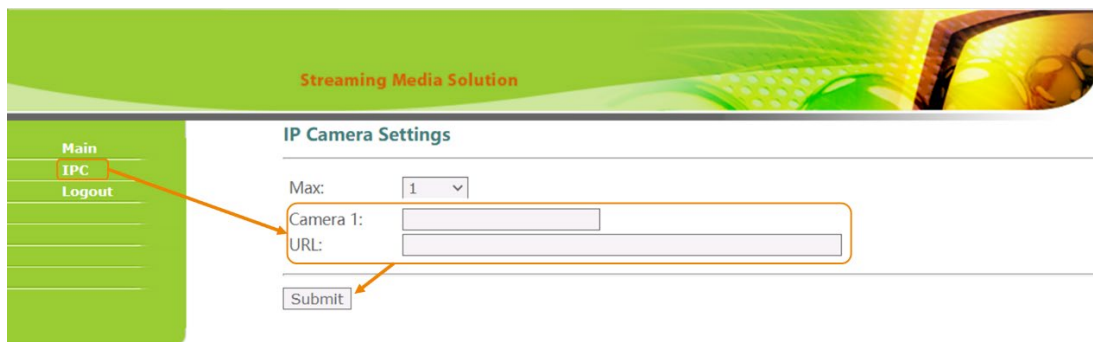 Streaming Media Solution
Main
IPC
Logout
IP Camera Settings
Max: 1
Camera 1:
URL:
Submit